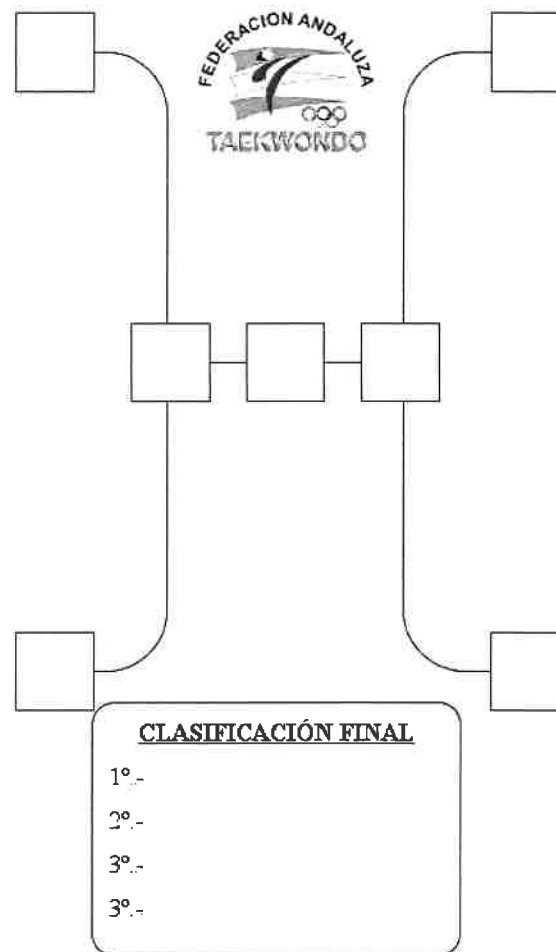 FEDERACION ANDALUZA
TAEKWONDO
CLASIFICACIÓN FINAL
1º.-
2º.-
3º.-
3º.-